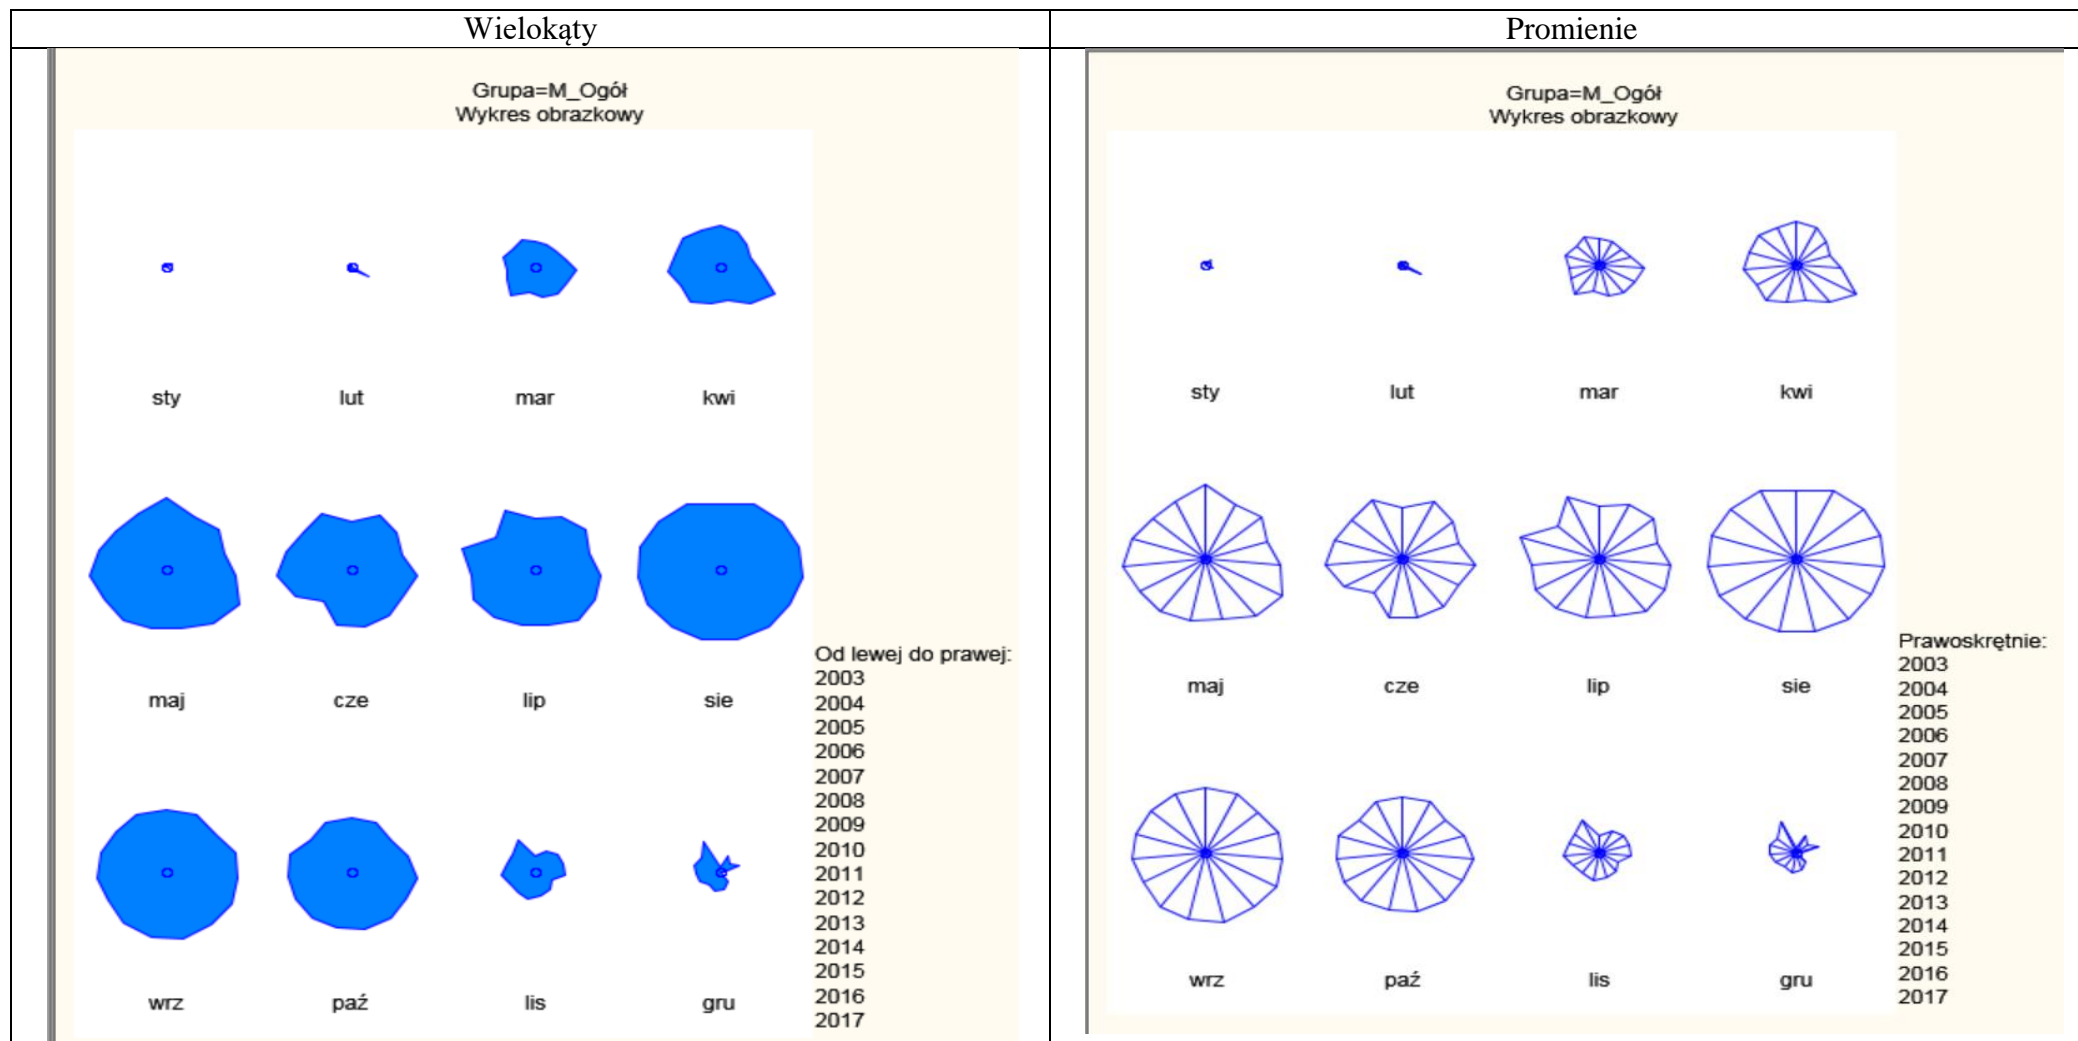 Wielokąty
Promienie
Grupa=M_Ogół
Wykres obrazkowy
sty lut mar kwi
maj cze lip sie
wrz paź lis gru
Od lewej do prawej:
2003
2004
2005
2006
2007
2008
2009
2010
2011
2012
2013
2014
2015
2016
2017
Grupa=M_Ogół
Wykres obrazkowy
sty lut mar kwi
maj cze lip sie
wrz paź lis gru
Prawoskrętnie:
2003
2004
2005
2006
2007
2008
2009
2010
2011
2012
2013
2014
2015
2016
2017